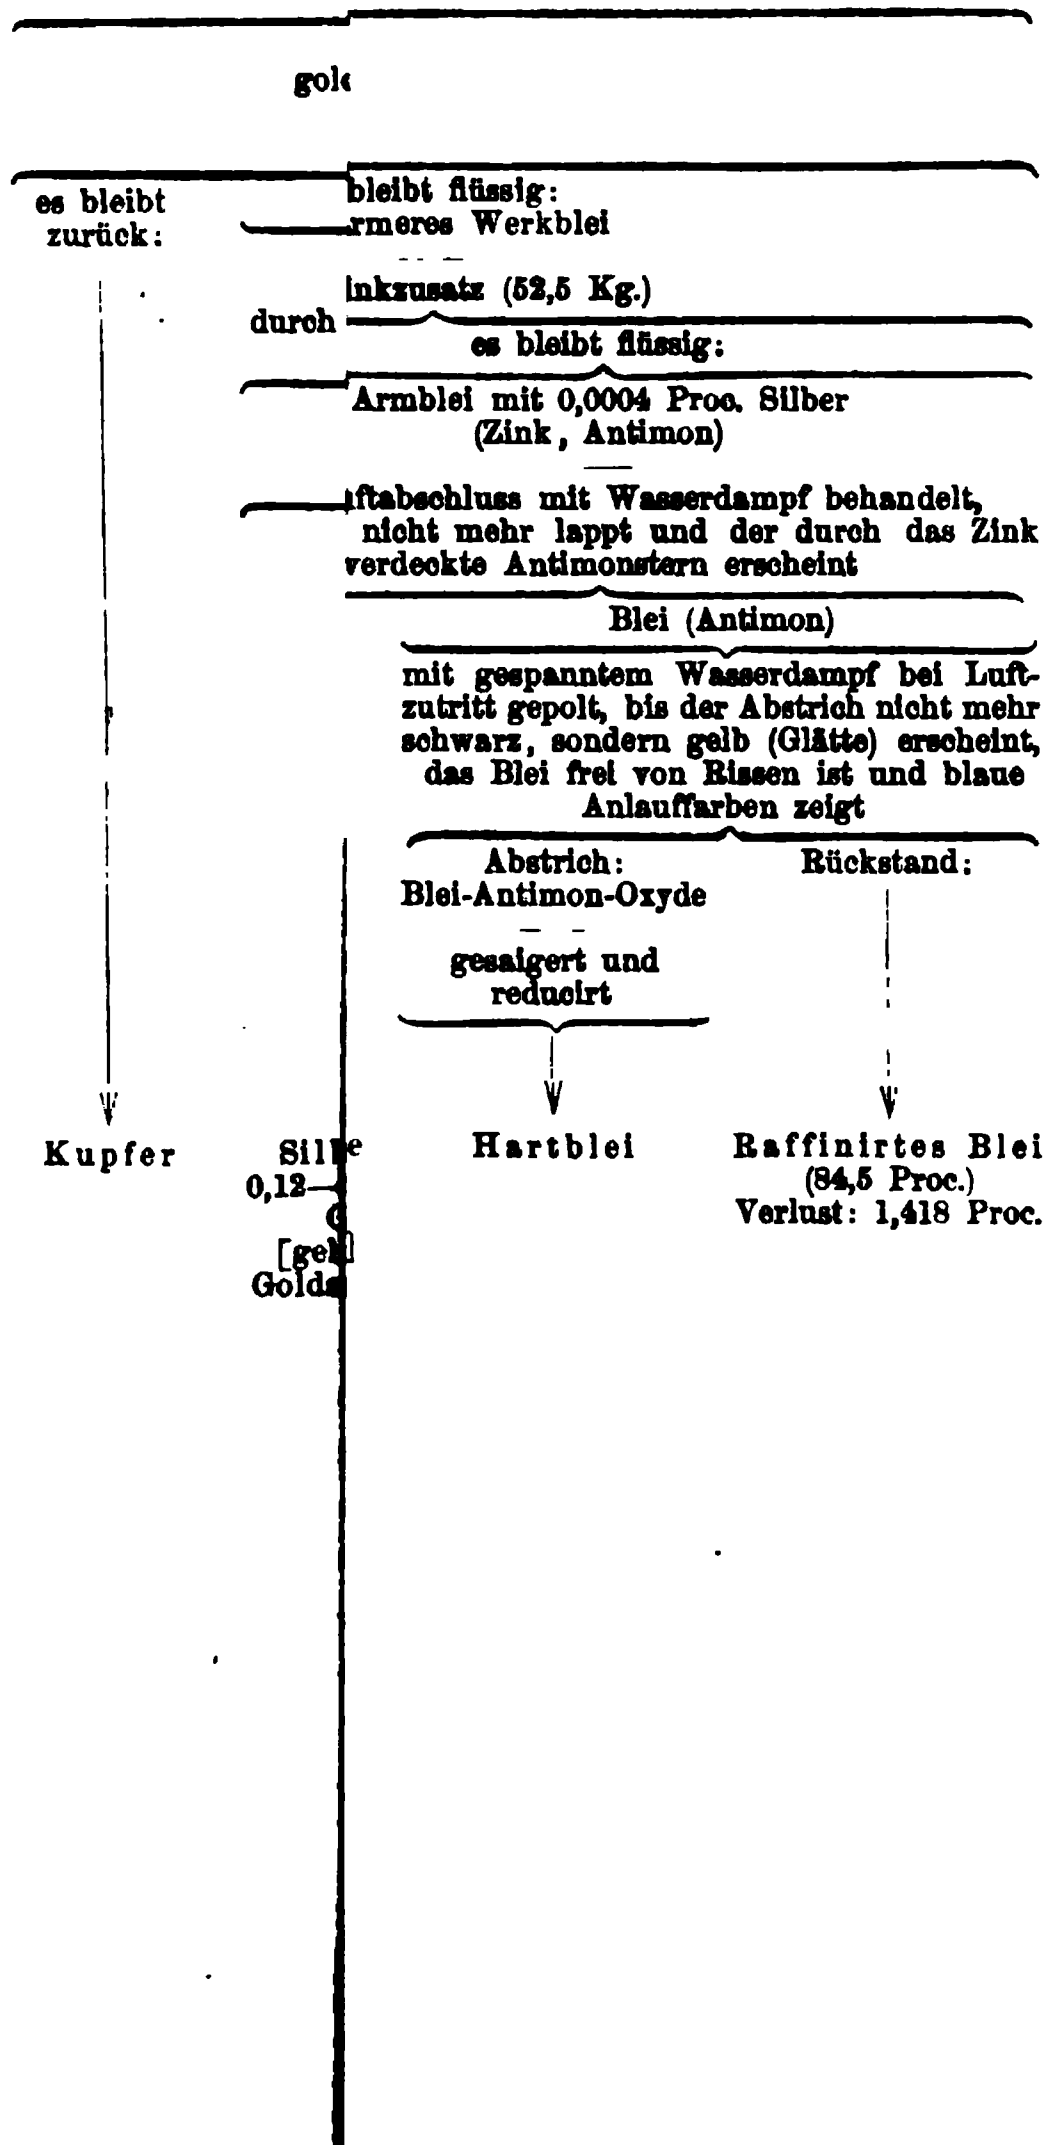 es bleibt
zurück:
bleibt flüssig:
Werkblei
(52,5 Kg.)
durch
es bleibt flüssig:
Armblei mit 0,0004 Proc. Silber
(Zink, Antimon)
mit Wasserdampf behandelt,
nicht mehr lappt und der durch das Zink
verdeckte Antimonstern erscheint
Blei (Antimon)
mit gespanntem Wasserdampf bei Luft-
zutritt gepolt, bis der Abstrich nicht mehr
schwarz, sondern gelb (Glätte) erscheint,
das Blei frei von Rissen ist und blaue
Anlauffarben zeigt
Abstrich:
Blei-Antimon-Oxyde
gesaigert und
reducirt
Rückstand:
Kupfer
0,12
Hartblei
Raffinirtes Blei
(84,5 Proc.)
Verlust: 1,418 Proc.